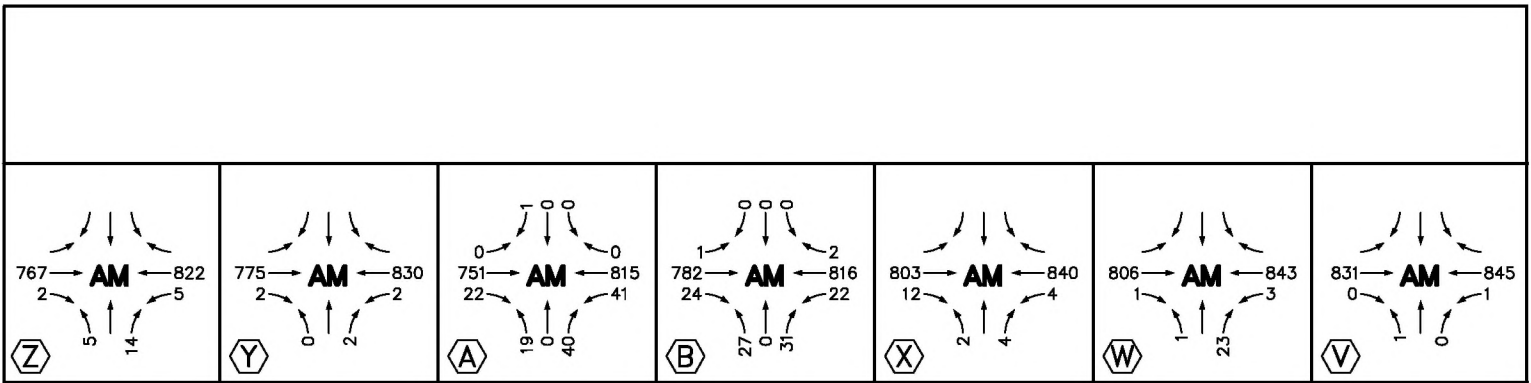 767 AM 822
2 5
5 14
Z
775 AM 830
2 2
0 2
Y
1 0 0
0 0
751 AM 815
22 41
19 0 40
A
0 0 0
1 2
782 AM 816
24 22
27 0 31
B
803 AM 840
12 4
2 4
X
806 AM 843
1 3
1 23
W
831 AM 845
0 1
1 0
V